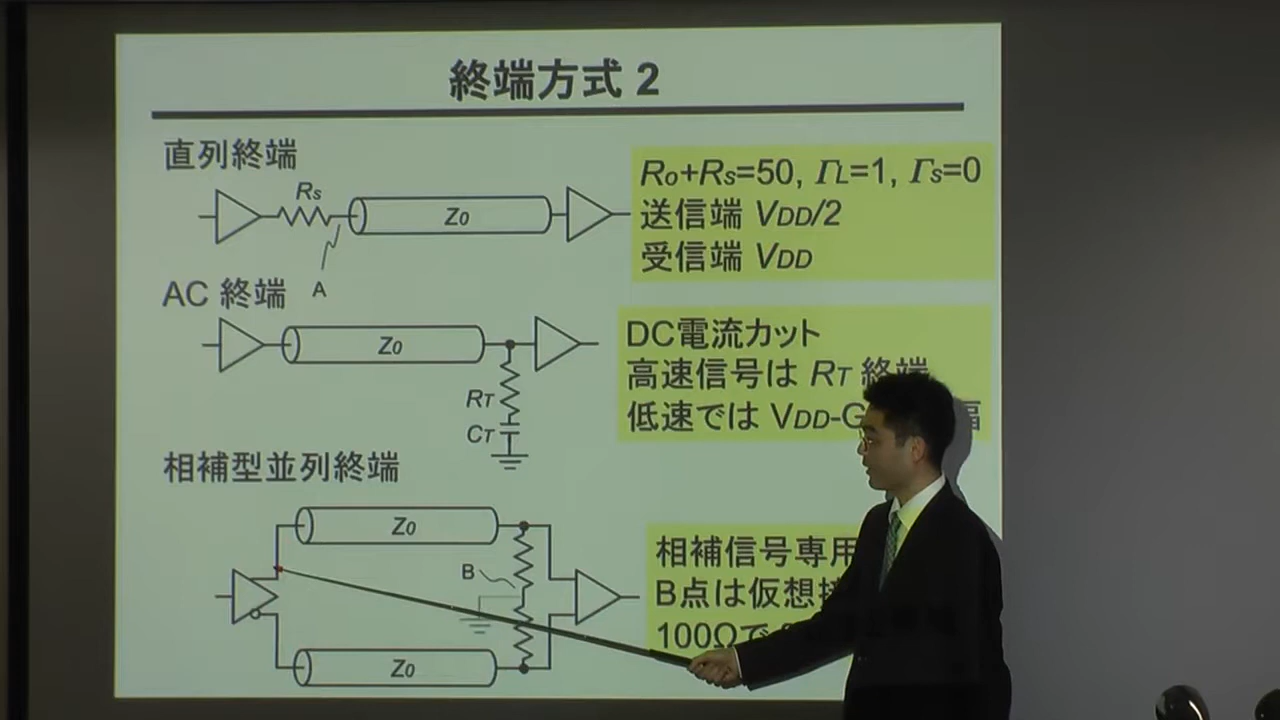 終端方式 2
直列終端
Rs
Z0
A
Ro+Rs=50, ΓL=1, Γs=0
送信端 VDD/2
受信端 VDD
AC 終端
Z0
RT
CT
DC電流カット
高速信号は RT 終端
低速では VDD-G
相補型並列終端
Z0
B
Z0
相補信号専用
B点は仮想接
100Ωで